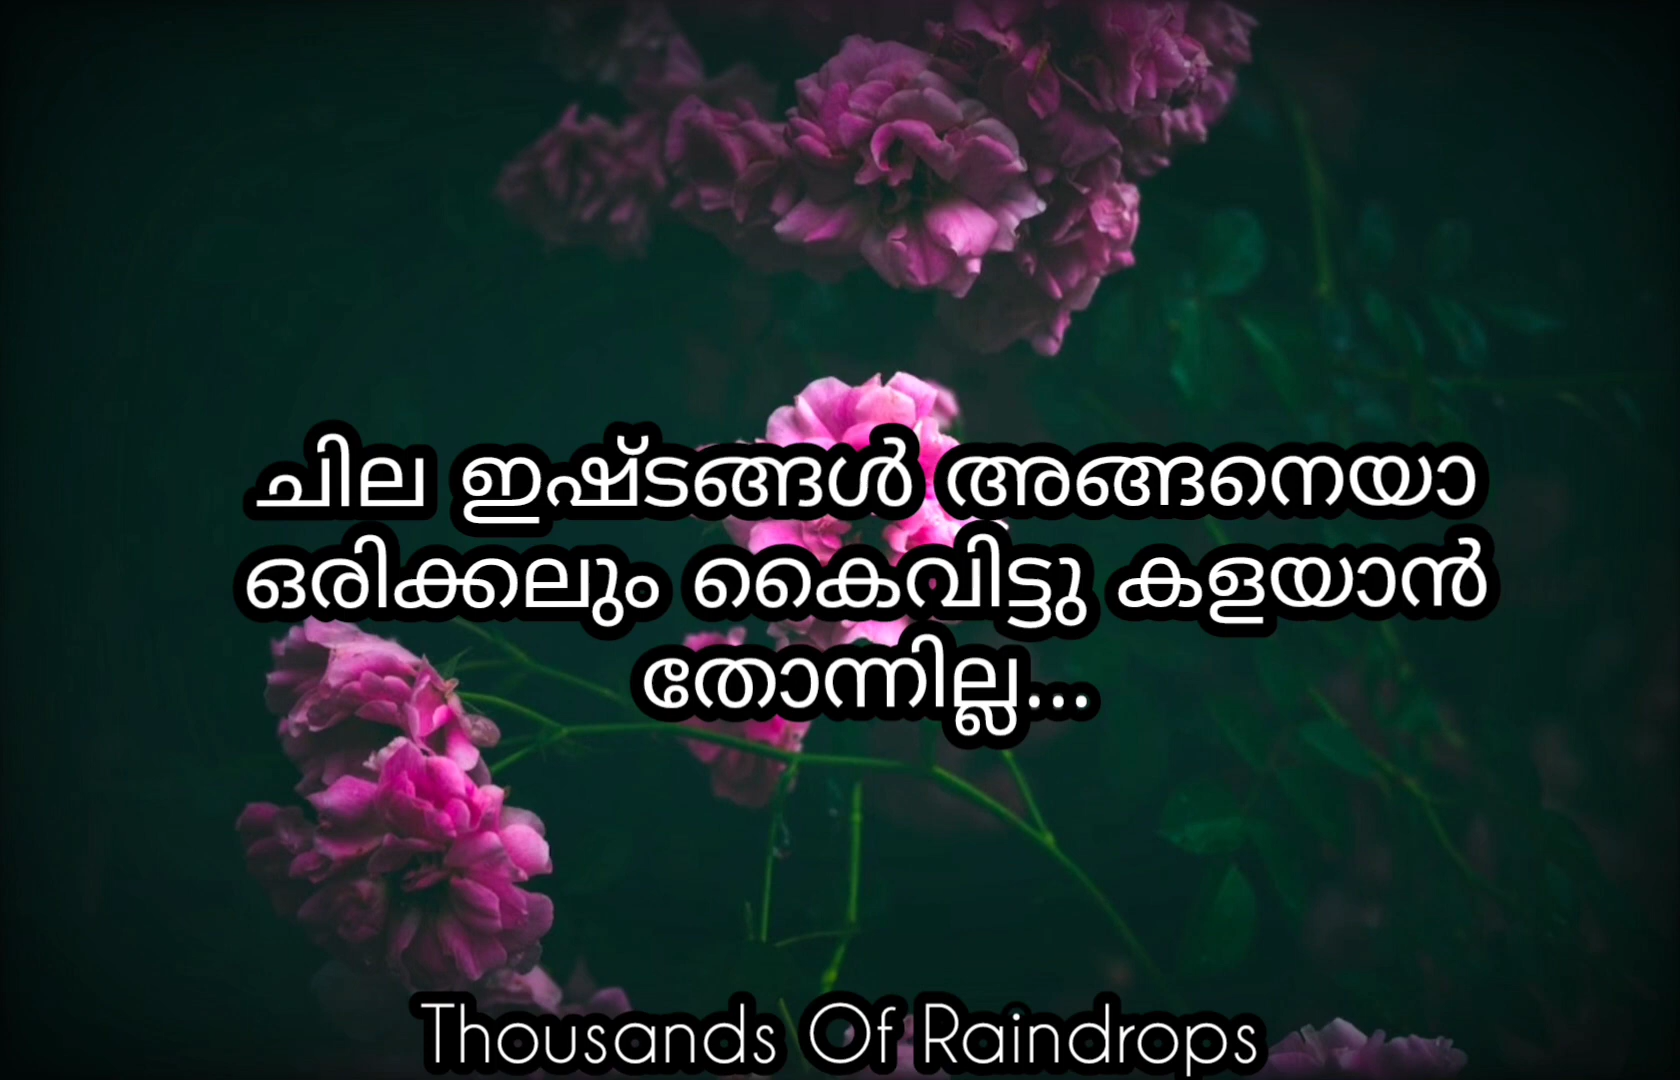 ചില ഇഷ്ടങ്ങൾ അങ്ങനെയാ
ഒരിക്കലും കൈവിട്ടു കളയാൻ
തോന്നില്ല...
Thousands Of Raindrops